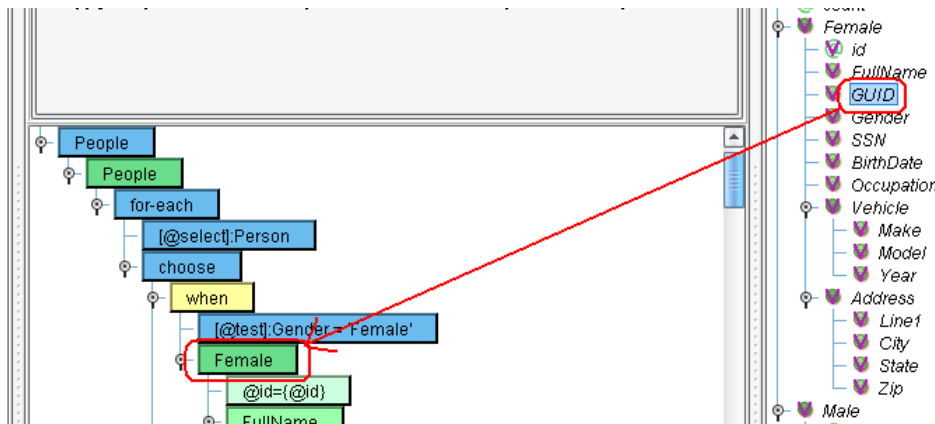 People
People
for-each
[@select]:Person
choose
when
[@test]:Gender = 'Female'
Female
@id={@id}
FullName
count
Female
id
FullName
GUID
Gender
SSN
BirthDate
Occupation
Vehicle
Make
Model
Year
Address
Line1
City
State
Zip
Male